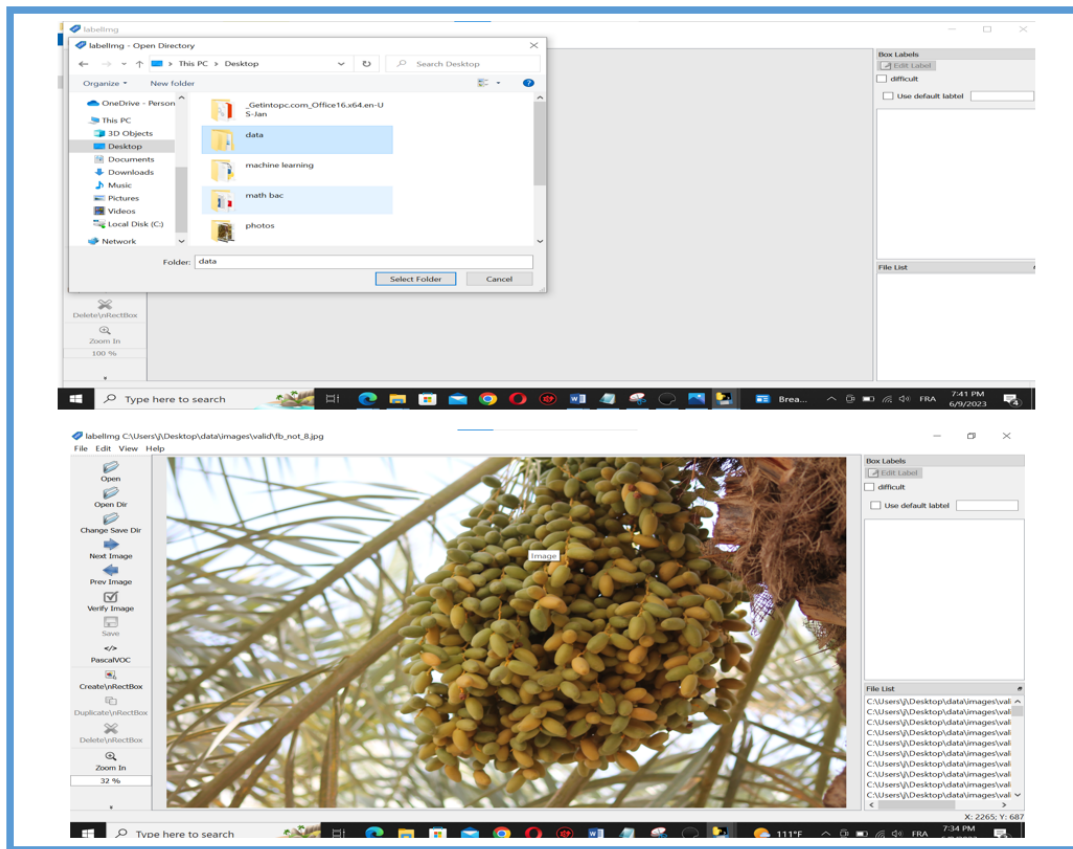 labelImg
labelImg - Open Directory
This PC > Desktop
Search Desktop
Organize
New folder
OneDrive - Person
This PC
3D Objects
Desktop
Documents
Downloads
Music
Pictures
Videos
Local Disk (C:)
Network
_Getintopc.com_Office16.x64.en-U
S-Jan
data
machine learning
math bac
photos
Folder: data
Select Folder
Cancel
Delete\nRectBox
Zoom In
100 %
Box Labels
Edit Label
difficult
Use default labtel
File List
Type here to search
Brea...
FRA
7:41 PM
6/9/2023
labelImg C:\Users\j\Desktop\data\images\valid\fb_not_8.jpg
File Edit View Help
Open
Open Dir
Change Save Dir
Next Image
Prev Image
Verify Image
Save
</>
PascalVOC
Create\nRectBox
Duplicate\nRectBox
Delete\nRectBox
Zoom In
32 %
Image
Box Labels
Edit Label
difficult
Use default labtel
File List
C:\Users\j\Desktop\data\images\vali
C:\Users\j\Desktop\data\images\vali
C:\Users\j\Desktop\data\images\vali
C:\Users\j\Desktop\data\images\vali
C:\Users\j\Desktop\data\images\vali
C:\Users\j\Desktop\data\images\vali
C:\Users\j\Desktop\data\images\vali
C:\Users\j\Desktop\data\images\vali
C:\Users\j\Desktop\data\images\vali
C:\Users\j\Desktop\data\images\vali
X: 2265; Y: 687
Type here to search
111°F
FRA
7:34 PM